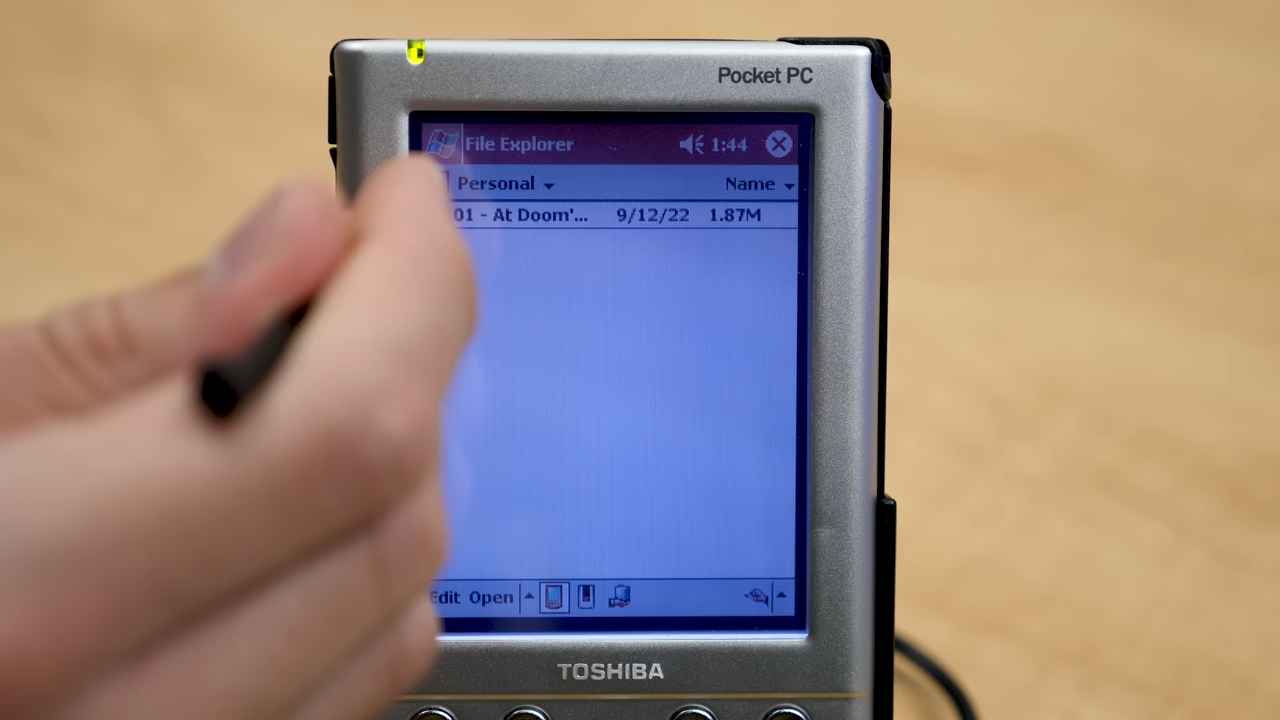 Pocket PC
File Explorer 1:44
Personal Name
01 - At Doom'... 9/12/22 1.87M
Edit Open
TOSHIBA